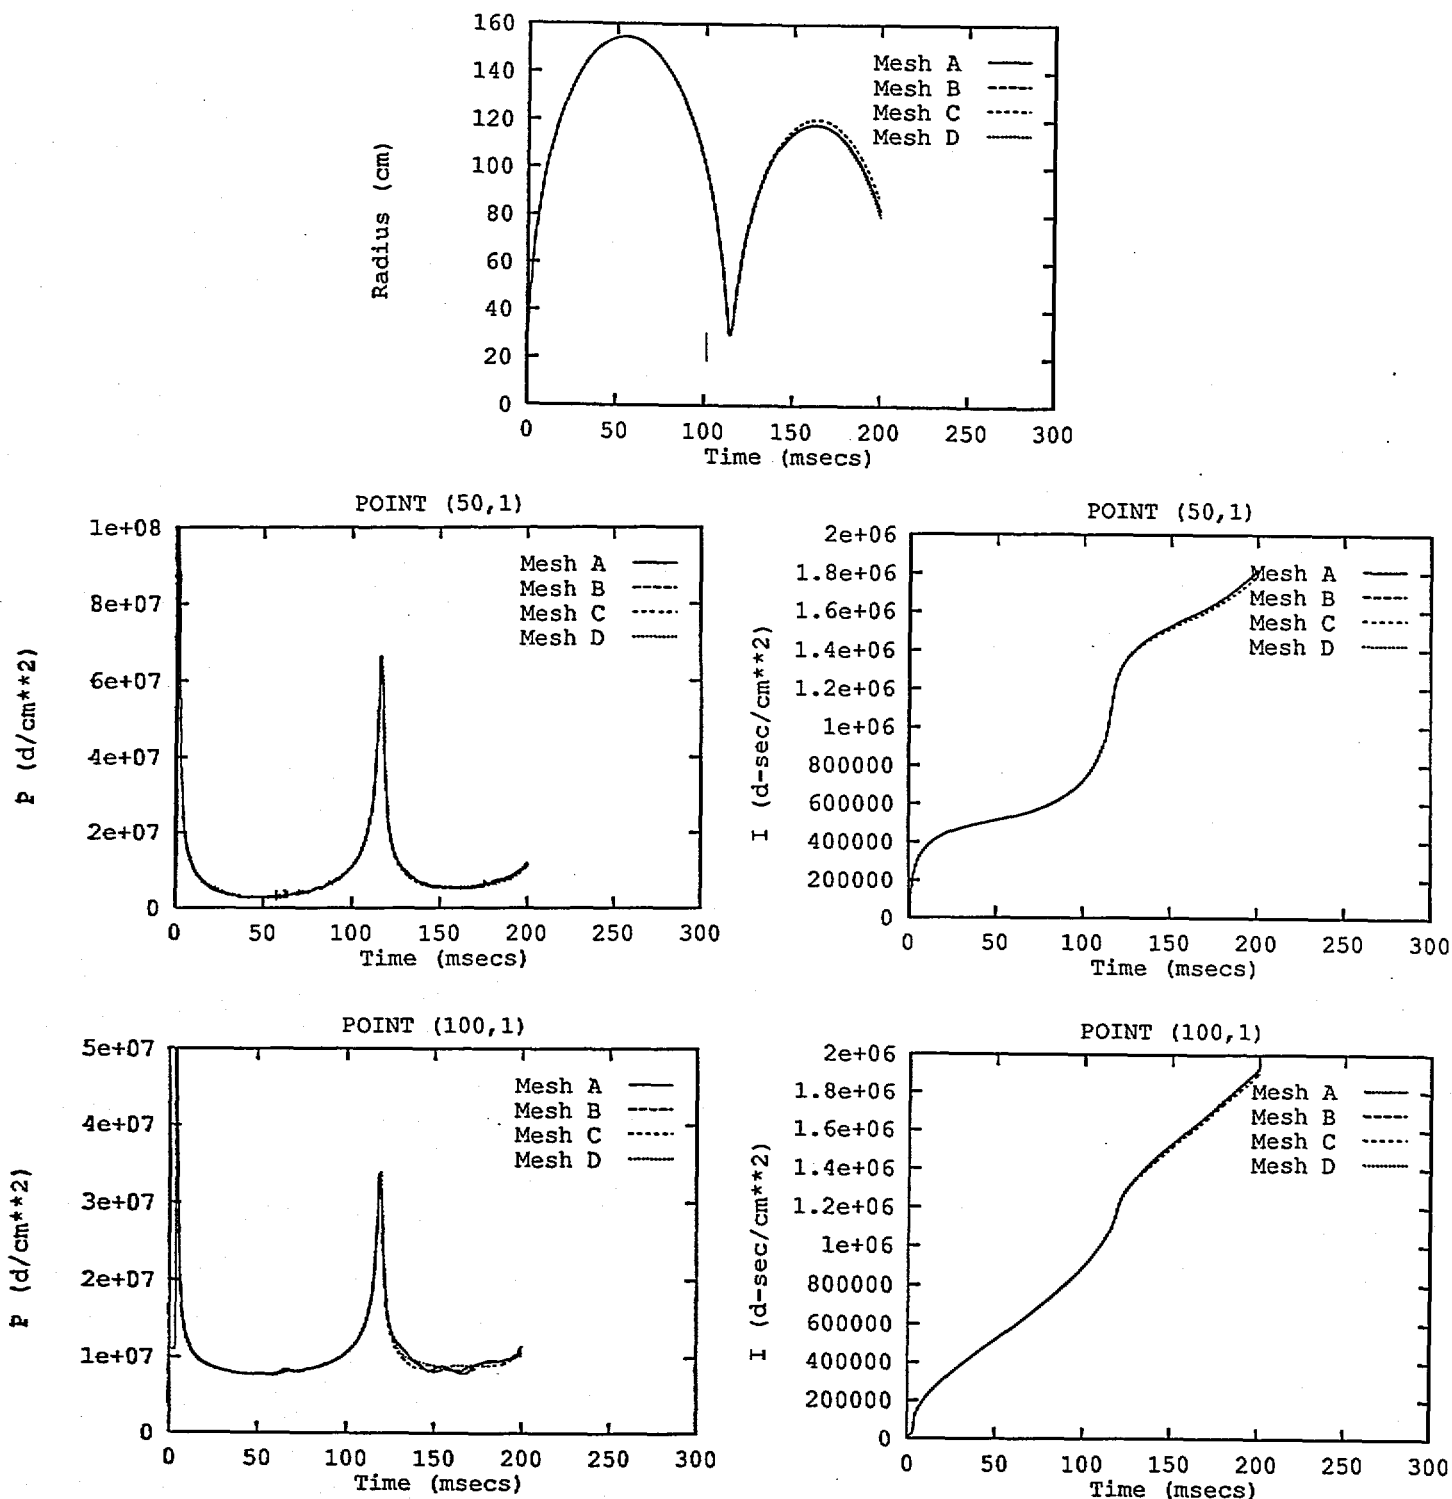 160
140
120
100
80
60
40
20
0
Radius (cm)
Mesh A
Mesh B
Mesh C
Mesh D
0 50 100 150 200 250 300
Time (msecs)
POINT (50,1)
1e+08
8e+07
6e+07
4e+07
2e+07
0
P (d/cm**2)
Mesh A
Mesh B
Mesh C
Mesh D
0 50 100 150 200 250 300
Time (msecs)
POINT (50,1)
2e+06
1.8e+06
1.6e+06
1.4e+06
1.2e+06
1e+06
800000
600000
400000
200000
0
I (d-sec/cm**2)
Mesh A
Mesh B
Mesh C
Mesh D
0 50 100 150 200 250 300
Time (msecs)
POINT (100,1)
5e+07
4e+07
3e+07
2e+07
1e+07
0
P (d/cm**2)
Mesh A
Mesh B
Mesh C
Mesh D
0 50 100 150 200 250 300
Time (msecs)
POINT (100,1)
2e+06
1.8e+06
1.6e+06
1.4e+06
1.2e+06
1e+06
800000
600000
400000
200000
0
I (d-sec/cm**2)
Mesh A
Mesh B
Mesh C
Mesh D
0 50 100 150 200 250 300
Time (msecs)